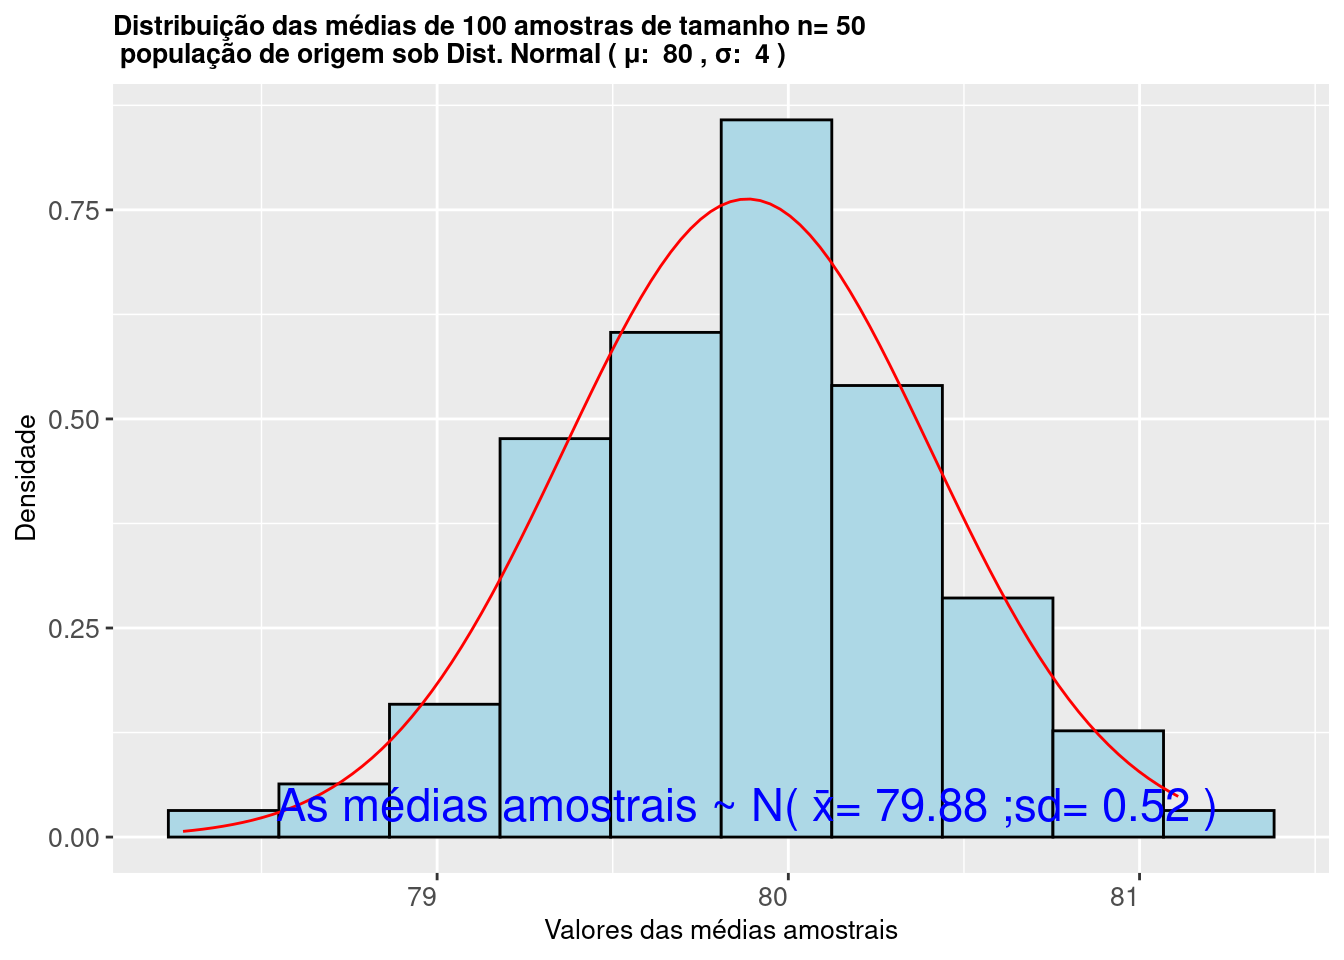 Distribuição das médias de 100 amostras de tamanho n= 50
população de origem sob Dist. Normal ( μ:  80 , σ:  4 )
0.75
0.50
0.25
0.00
Densidade
As médias amostrais ~ N( x̄= 79.88 ;sd= 0.52 )
79 80 81
Valores das médias amostrais